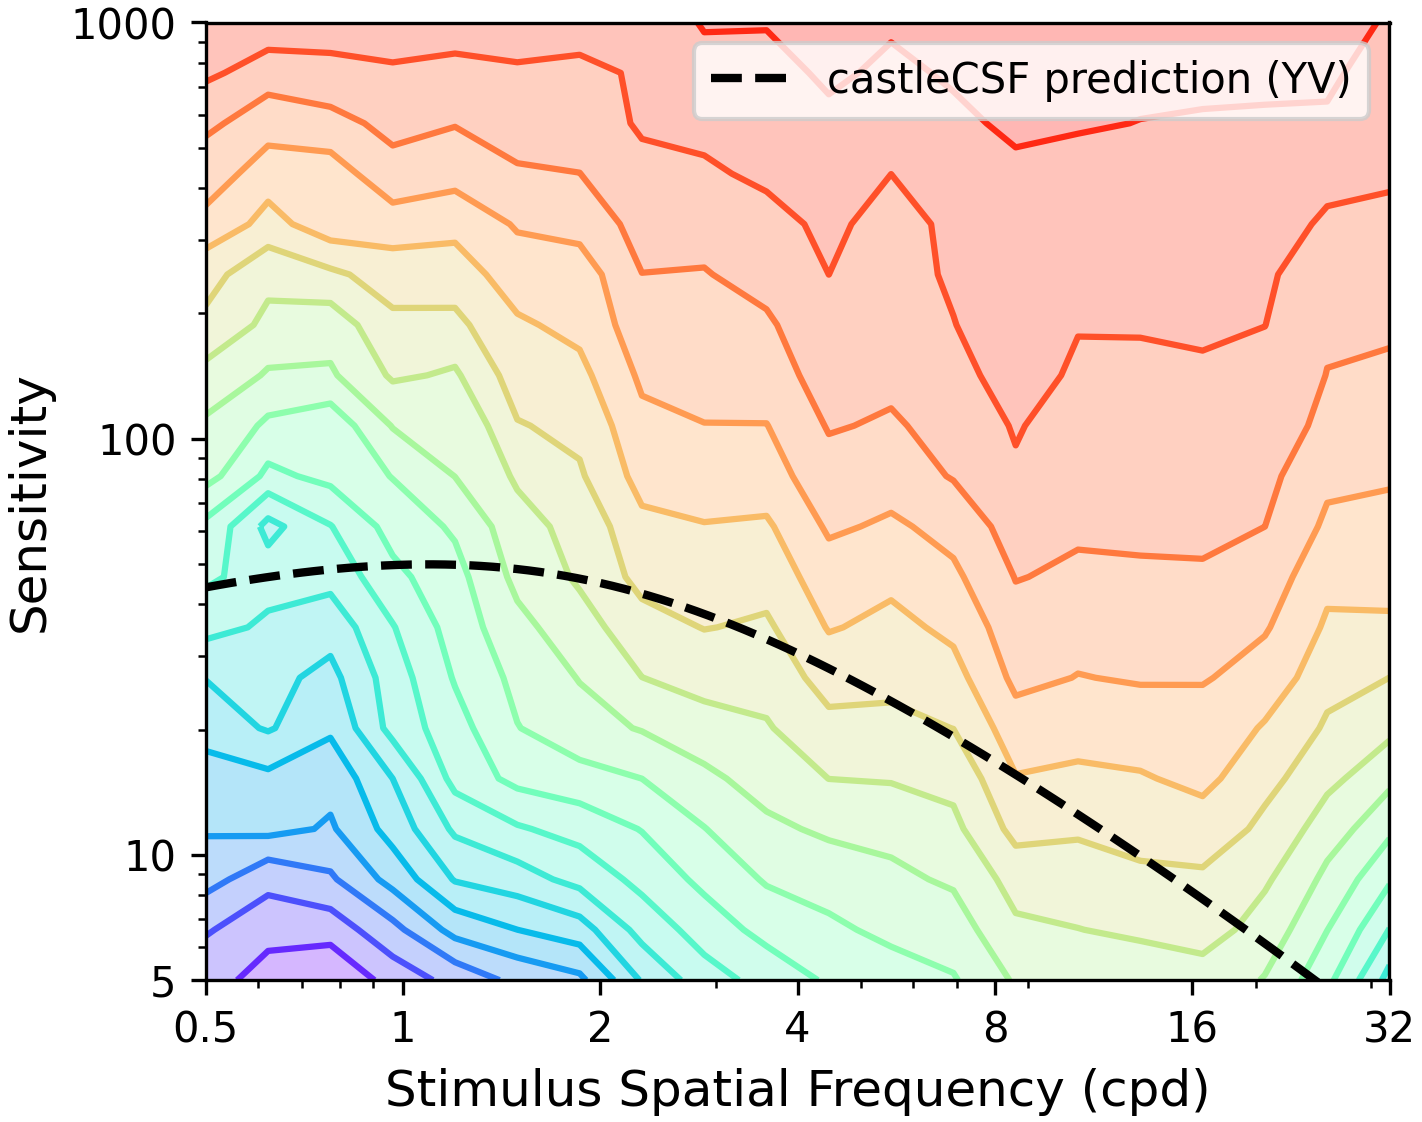 1000
castleCSF prediction (YV)
100
Sensitivity
10
5
0.5 1 2 4 8 16 32
Stimulus Spatial Frequency (cpd)